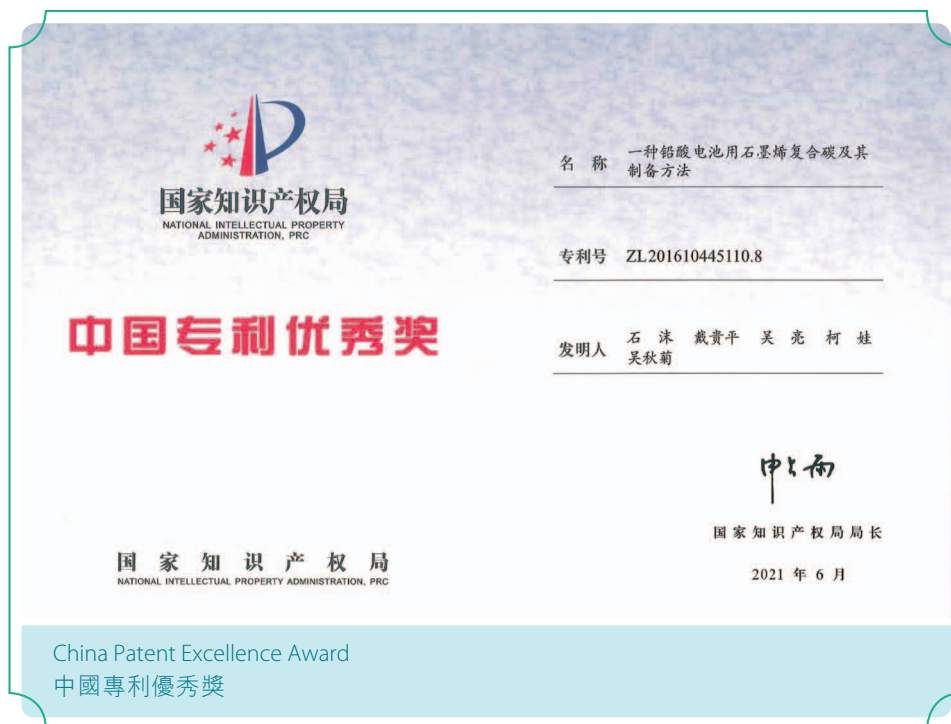 国家知识产权局
NATIONAL INTELLECTUAL PROPERTY
ADMINISTRATION, PRC
中国专利优秀奖
国家知识产权局
NATIONAL INTELLECTUAL PROPERTY ADMINISTRATION, PRC
名 称 一种铅酸电池用石墨烯复合碳及其
制备方法
专利号 ZL201610445110.8
发明人 石 沫 戴贵平 吴 亮 柯 娃
吴秋菊
申长雨
国家知识产权局局长
2021 年 6 月
China Patent Excellence Award
中國專利優秀獎